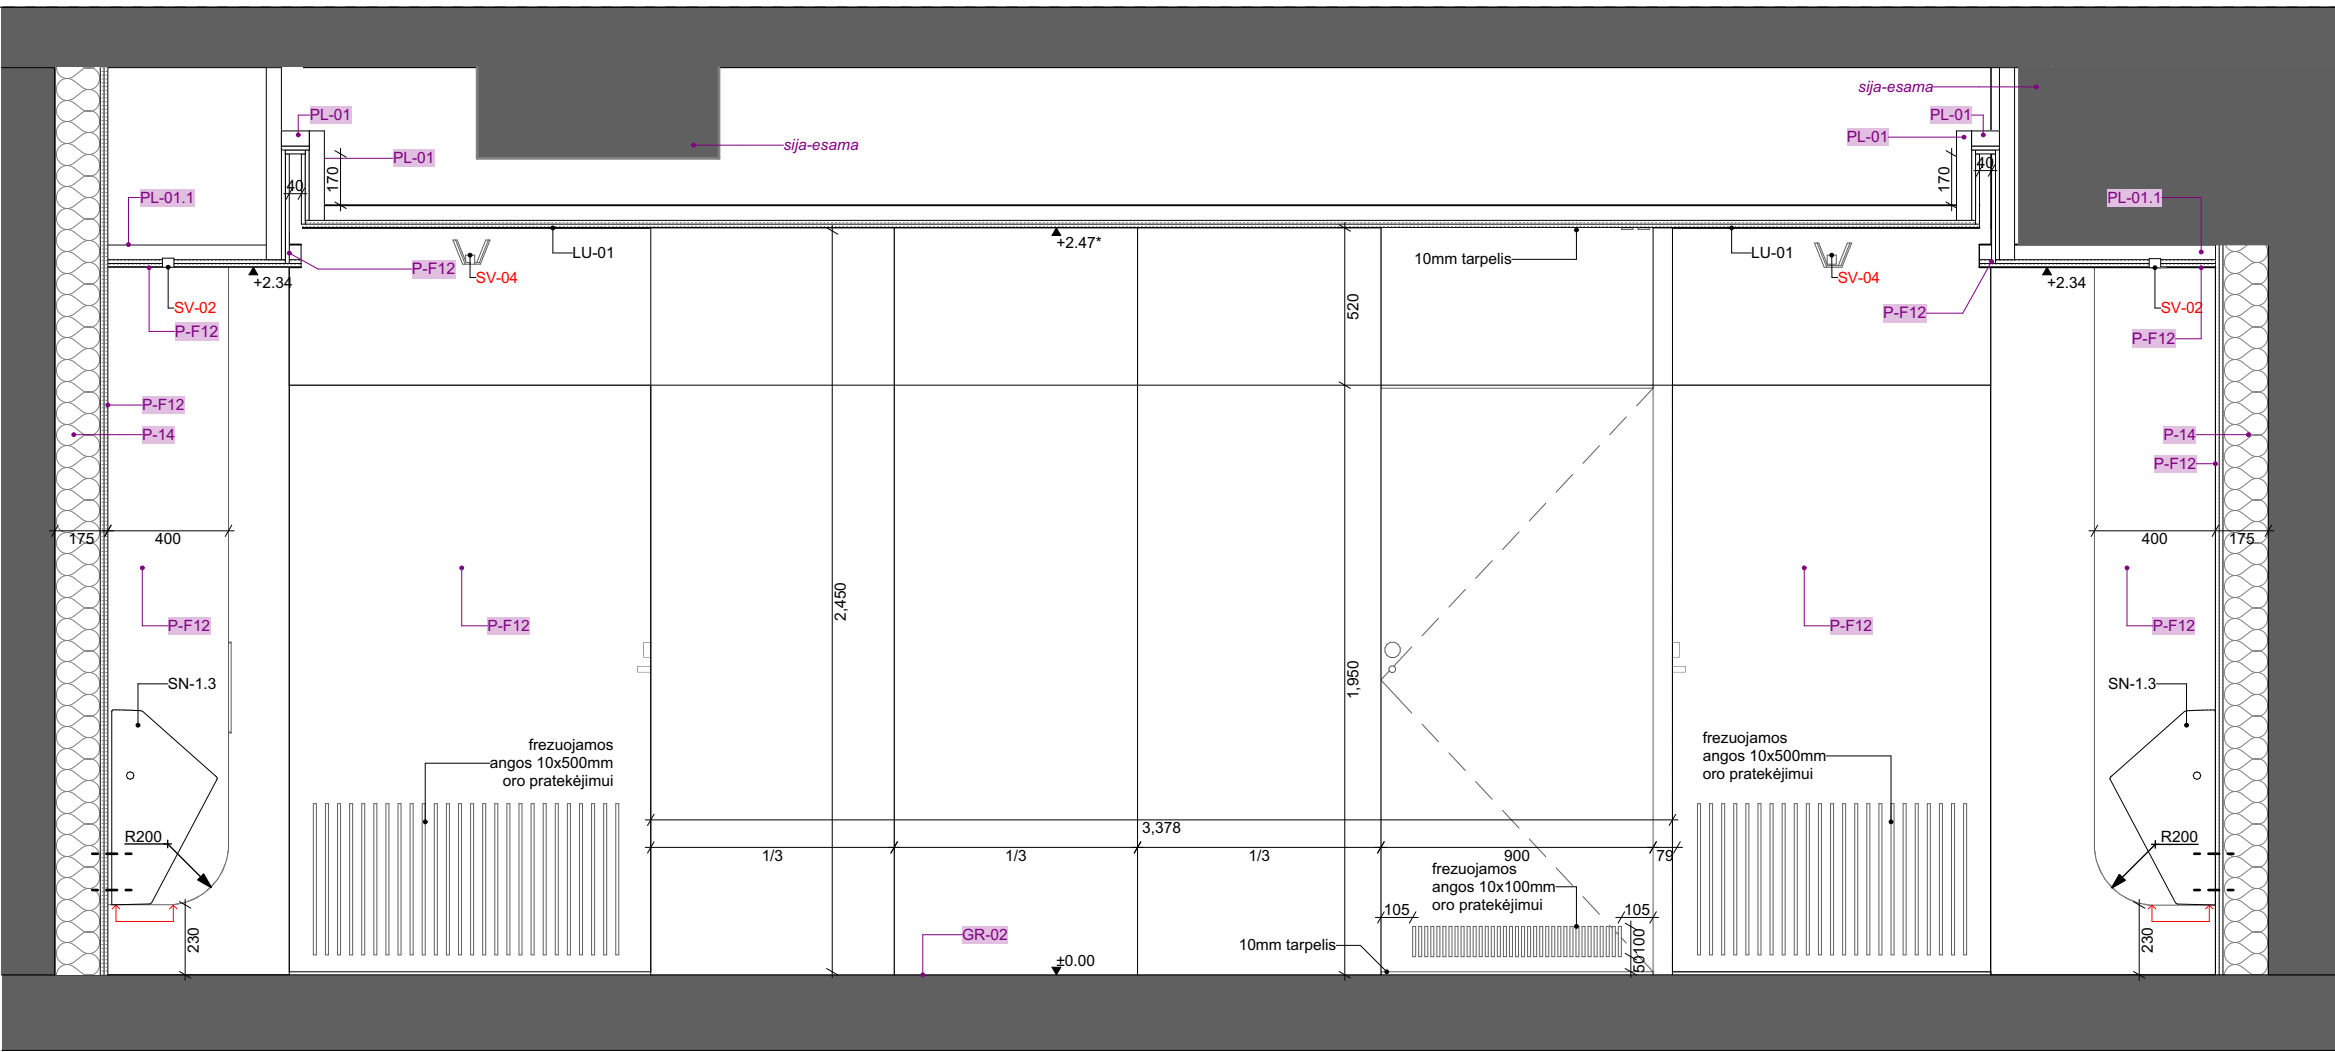 sija-esama
PL-01
PL-01
PL-01
PL-01
sija-esama
170
40
170
40
PL-01.1
PL-01.1
+2.47*
LU-01
10mm tarpelis
LU-01
P-F12
SV-04
SV-04
+2.34
+2.34
SV-02
SV-02
P-F12
P-F12
P-F12
520
P-F12
P-14
P-14
P-F12
175
400
400
175
2,450
P-F12
P-F12
P-F12
P-F12
1,950
SN-1.3
SN-1.3
frezuojamos
angos 10x500mm
oro pratekėjimui
frezuojamos
angos 10x500mm
oro pratekėjimui
3,378
R200
R200
1/3
1/3
1/3
900
79
frezuojamos
angos 10x100mm
oro pratekėjimui
105
105
230
GR-02
10mm tarpelis
100
50
230
±0.00